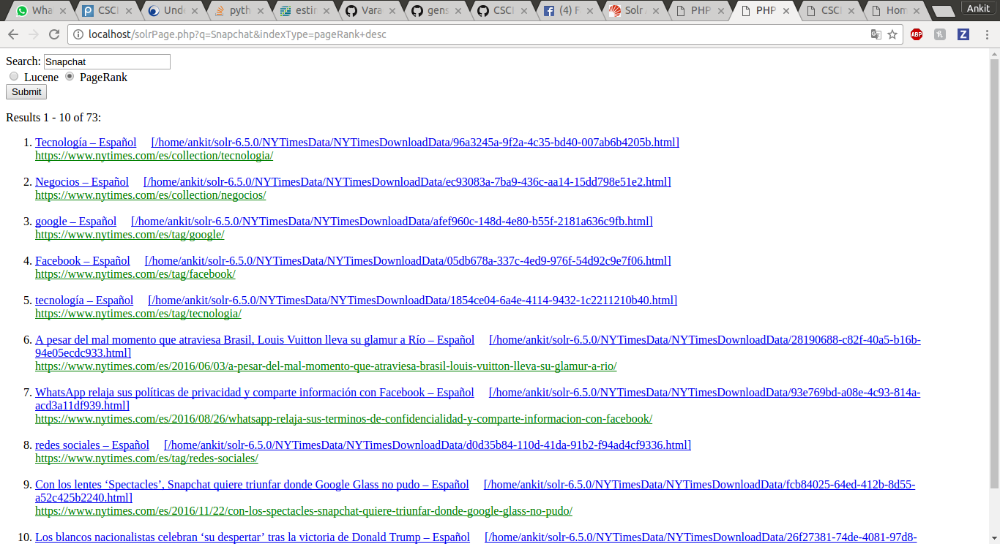 Wha
CSCI
Und
pyth
estin
Vara
gens
CSCI
(4) F
Solr
PHP
PHP
CSCI
Hom
Ankit
localhost/solrPage.php?q=Snapchat&indexType=pageRank+desc
ABP
Z
Search: Snapchat
Lucene PageRank
Submit
Results 1 - 10 of 73:
1. Tecnología – Español [/home/ankit/solr-6.5.0/NYTimesData/NYTimesDownloadData/96a3245a-9f2a-4c35-bd40-007ab6b4205b.html]
https://www.nytimes.com/es/collection/tecnologia/
2. Negocios – Español [/home/ankit/solr-6.5.0/NYTimesData/NYTimesDownloadData/ec93083a-7ba9-436c-aa14-15dd798e51e2.html]
https://www.nytimes.com/es/collection/negocios/
3. google – Español [/home/ankit/solr-6.5.0/NYTimesData/NYTimesDownloadData/afef960c-148d-4e80-b55f-2181a636c9fb.html]
https://www.nytimes.com/es/tag/google/
4. Facebook – Español [/home/ankit/solr-6.5.0/NYTimesData/NYTimesDownloadData/05db678a-337c-4ed9-976f-54d92c9e7f06.html]
https://www.nytimes.com/es/tag/facebook/
5. tecnología – Español [/home/ankit/solr-6.5.0/NYTimesData/NYTimesDownloadData/1854ce04-6a4e-4114-9432-1c2211210b40.html]
https://www.nytimes.com/es/tag/tecnologia/
6. A pesar del mal momento que atraviesa Brasil, Louis Vuitton lleva su glamur a Río – Español [/home/ankit/solr-6.5.0/NYTimesData/NYTimesDownloadData/28190688-c82f-40a5-b16b-
94e05ecdc933.html]
https://www.nytimes.com/es/2016/06/03/a-pesar-del-mal-momento-que-atraviesa-brasil-louis-vuitton-lleva-su-glamur-a-rio/
7. WhatsApp relaja sus políticas de privacidad y comparte información con Facebook – Español [/home/ankit/solr-6.5.0/NYTimesData/NYTimesDownloadData/93e769bd-a08e-4c93-814a-
acd3a11df939.html]
https://www.nytimes.com/es/2016/08/26/whatsapp-relaja-sus-terminos-de-confidencialidad-y-comparte-informacion-con-facebook/
8. redes sociales – Español [/home/ankit/solr-6.5.0/NYTimesData/NYTimesDownloadData/d0d35b84-110d-41da-91b2-f94ad4cf9336.html]
https://www.nytimes.com/es/tag/redes-sociales/
9. Con los lentes ‘Spectacles’, Snapchat quiere triunfar donde Google Glass no pudo – Español [/home/ankit/solr-6.5.0/NYTimesData/NYTimesDownloadData/fcb84025-64ed-412b-8d55-
a52c425b2240.html]
https://www.nytimes.com/es/2016/11/22/con-los-spectacles-snapchat-quiere-triunfar-donde-google-glass-no-pudo/
10. Los blancos nacionalistas celebran ‘su despertar’ tras la victoria de Donald Trump – Español [/home/ankit/solr-6.5.0/NYTimesData/NYTimesDownloadData/26f27381-74de-4081-97d8-